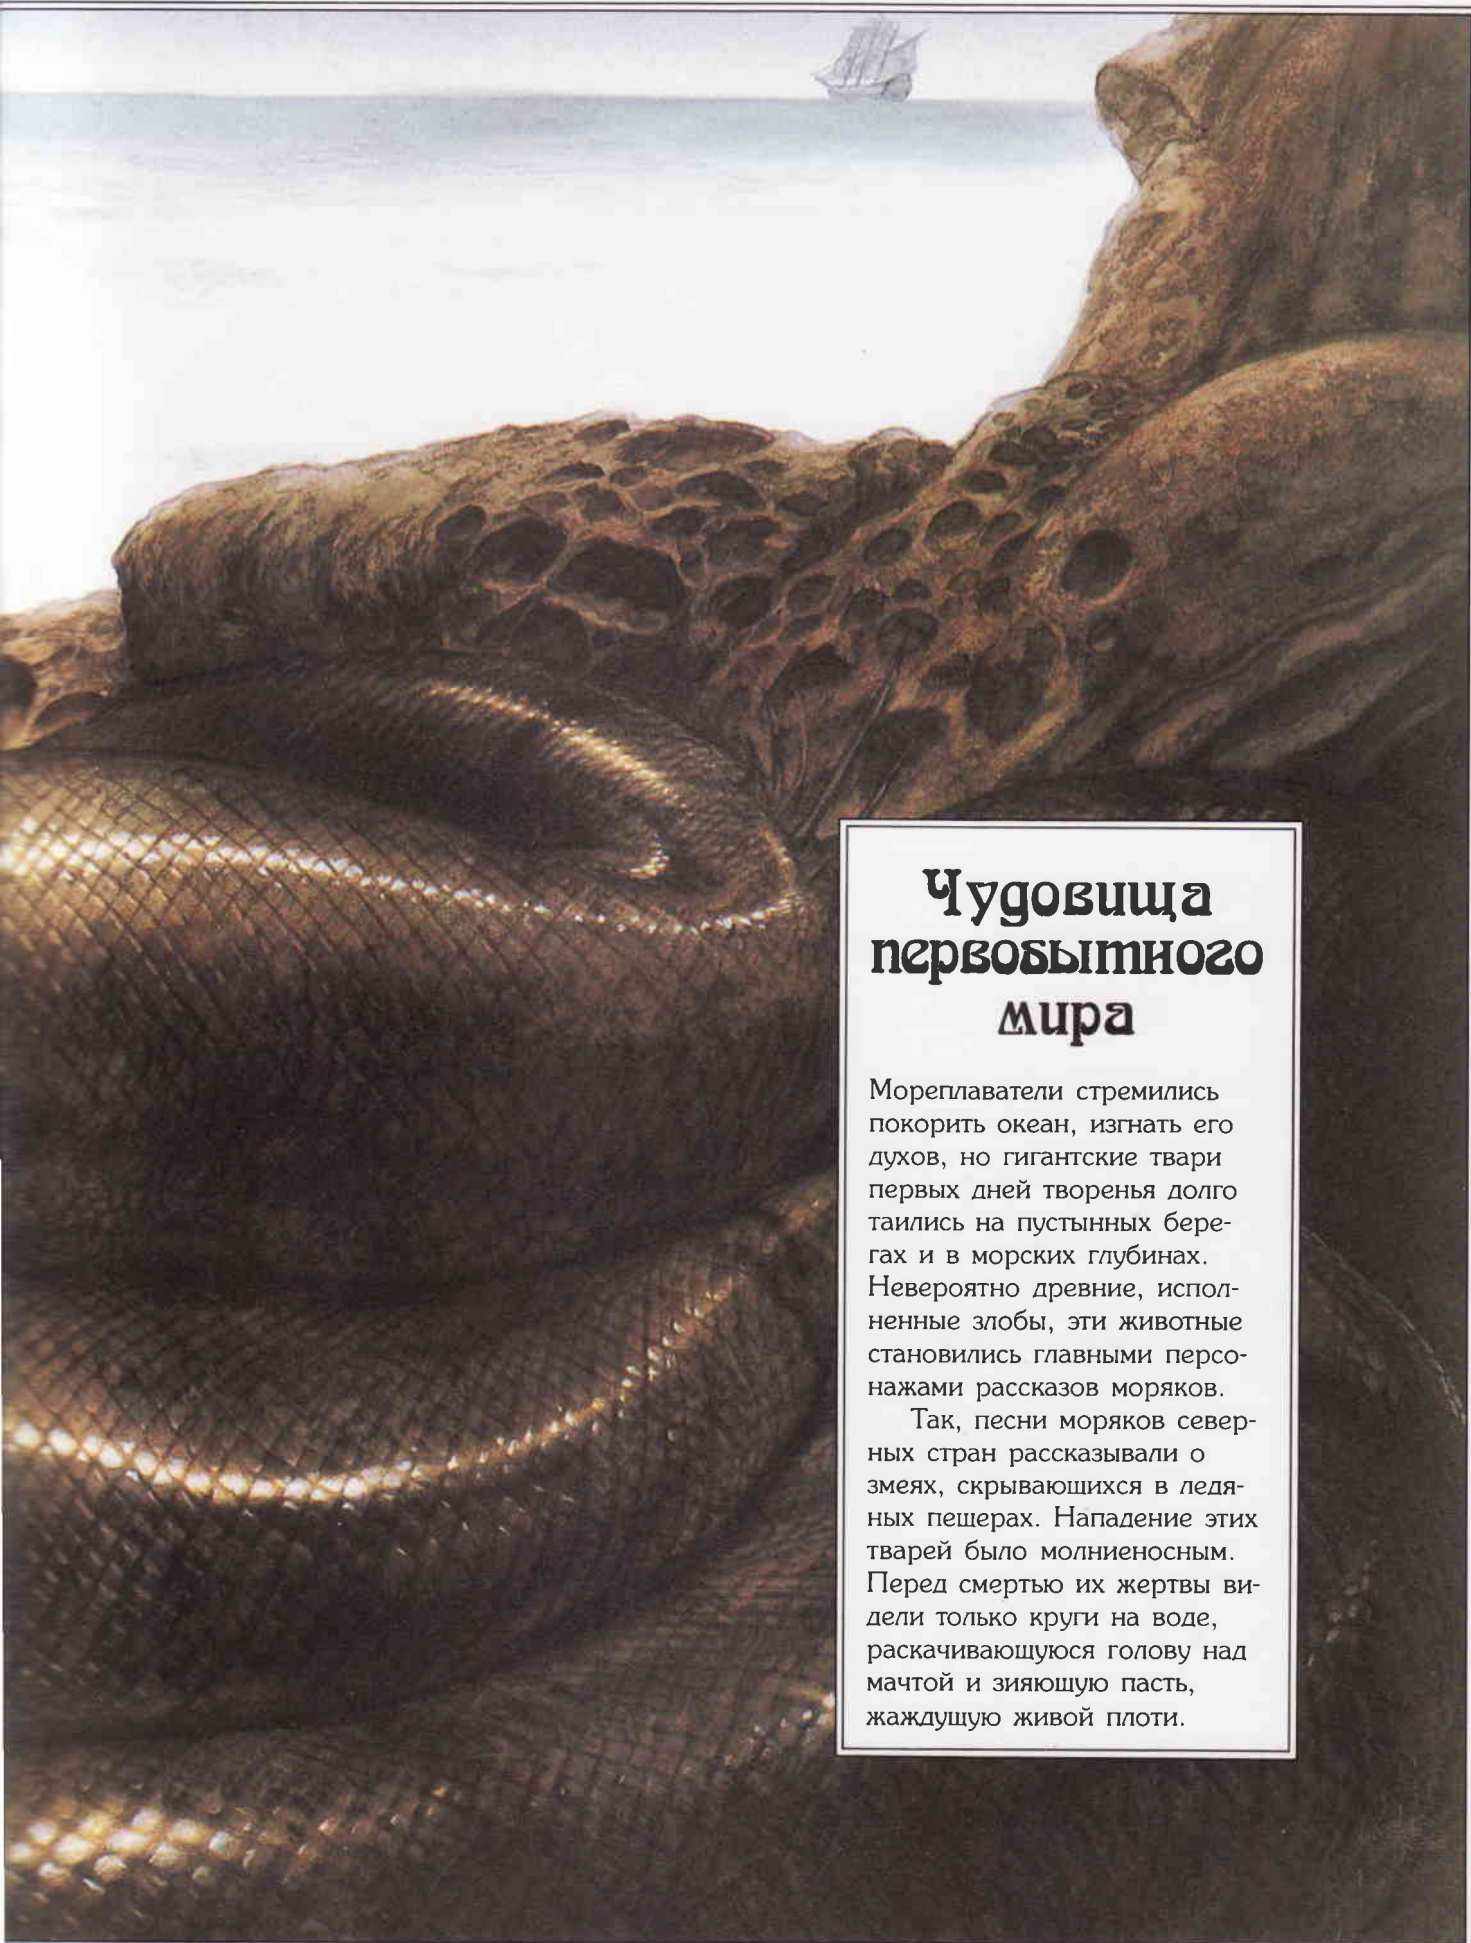 Чудовища
первобытного
мира
Мореплаватели стремились
покорить океан, изгнать его
духов, но гигантские твари
первых дней творенья долго
таились на пустынных бере-
гах и в морских глубинах.
Невероятно древние, испол-
ненные злобы, эти животные
становились главными персо-
нажами рассказов моряков.
Так, песни моряков север-
ных стран рассказывали о
змеях, скрывающихся в ледя-
ных пещерах. Нападение этих
тварей было молниеносным.
Перед смертью их жертвы ви-
дели только круги на воде,
раскачивающуюся голову над
мачтой и зияющую пасть,
жаждущую живой плоти.